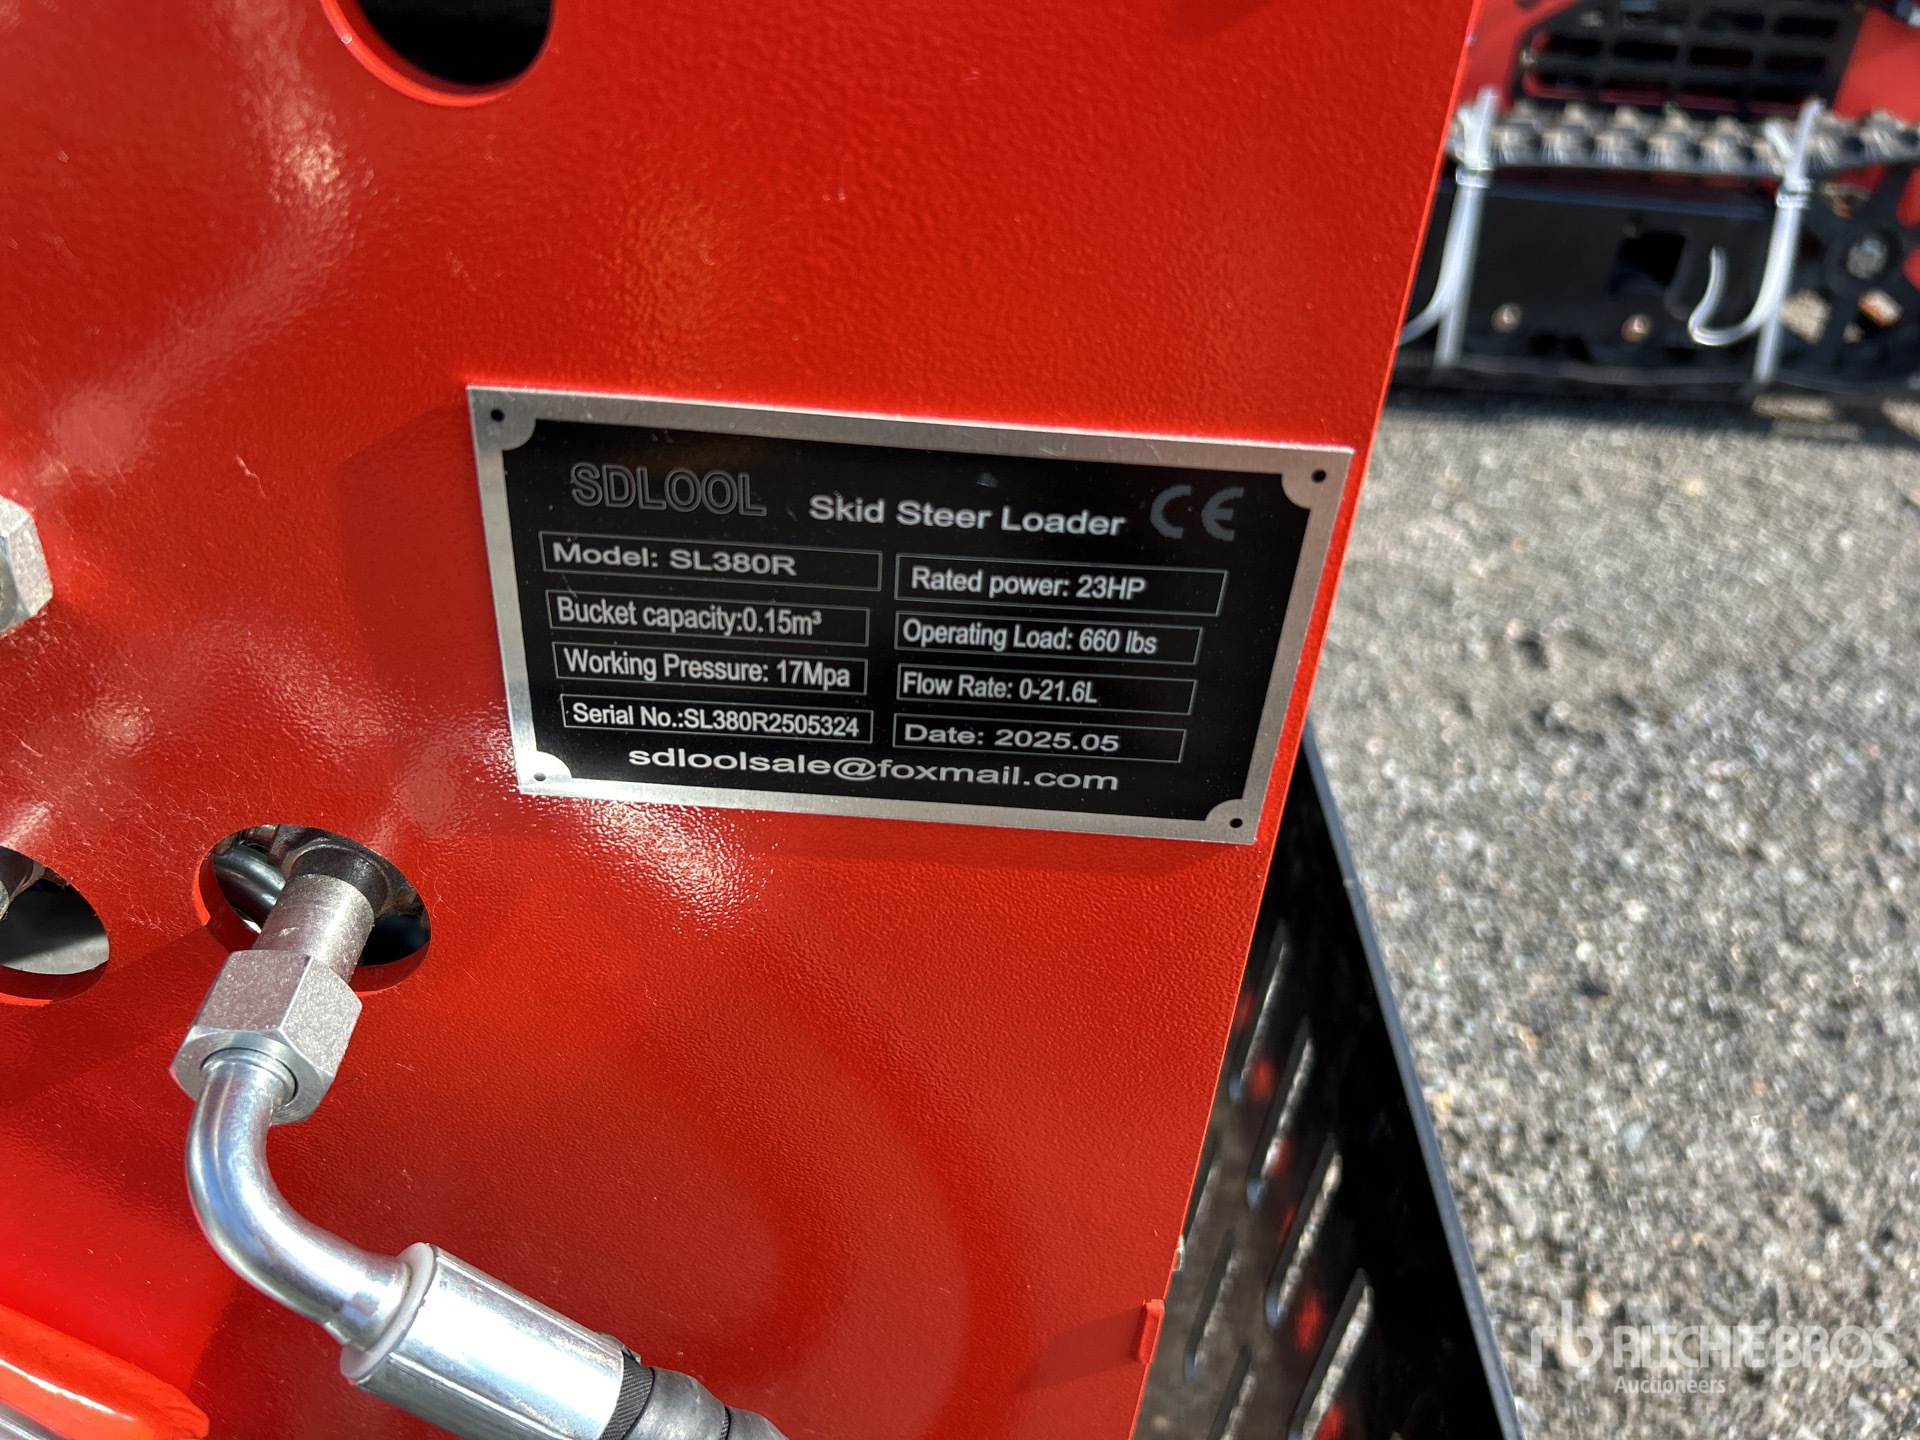 SDLOOL Skid Steer Loader CE
Model: SL380R
Rated power: 23HP
Bucket capacity:0.15m³
Operating Load: 660 lbs
Working Pressure: 17Mpa
Flow Rate: 0-21.6L
Serial No.:SL380R2505324
Date: 2025.05
sdloolsale@foxmail.com
rb RITCHIE BROS.
Auctioneers